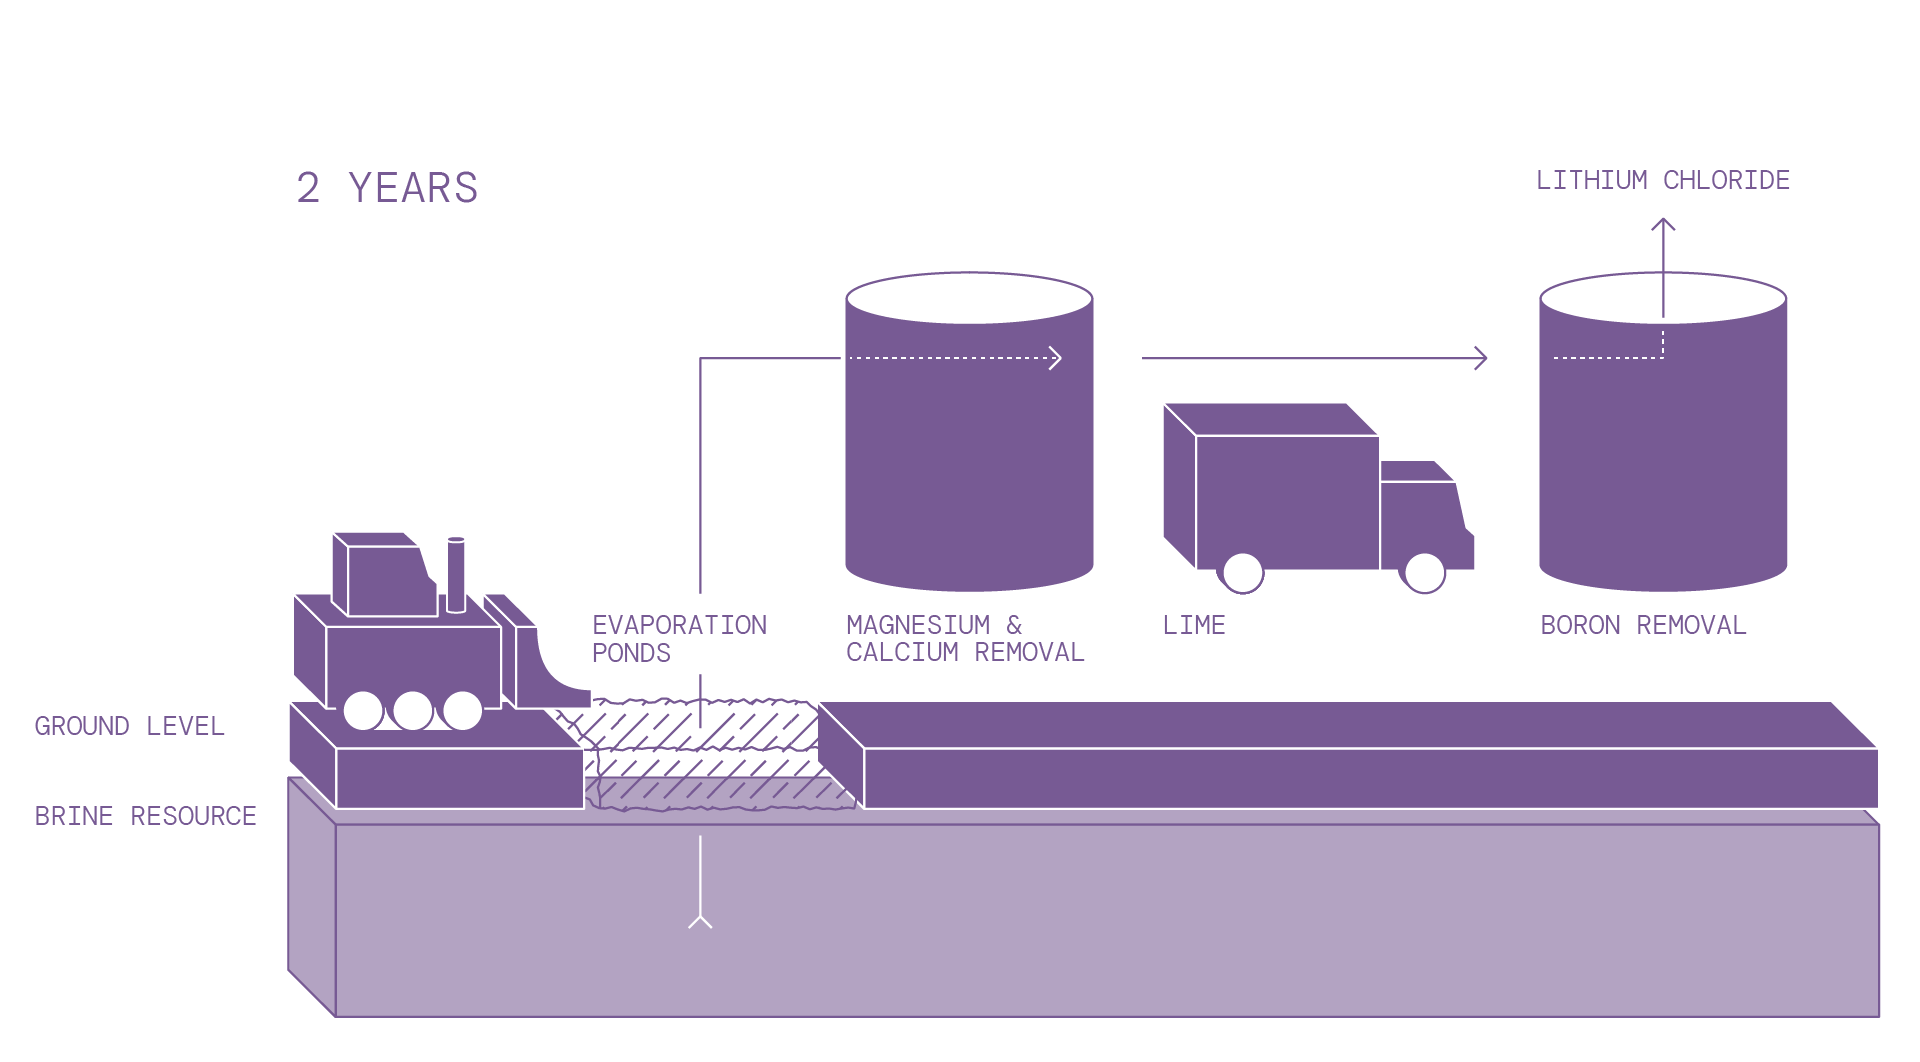 2 YEARS
LITHIUM CHLORIDE
EVAPORATION
PONDS
MAGNESIUM &
CALCIUM REMOVAL
LIME
BORON REMOVAL
GROUND LEVEL
BRINE RESOURCE